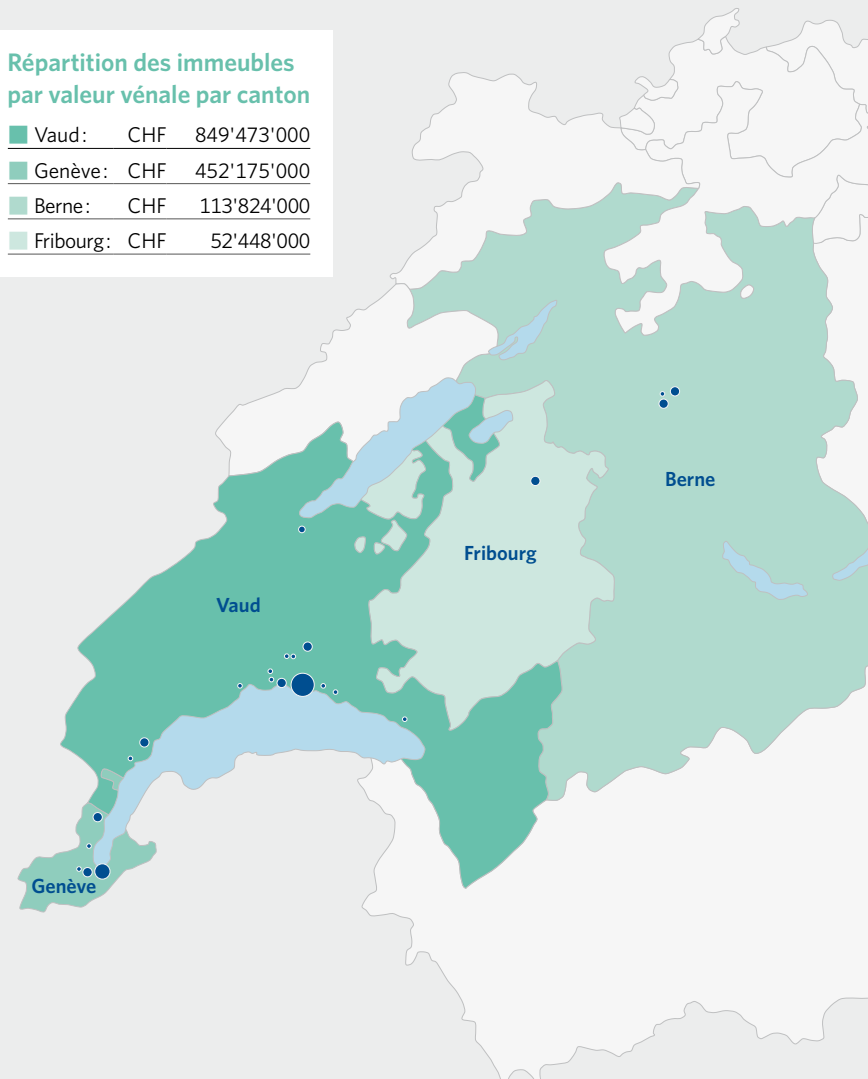 Répartition des immeubles
par valeur vénale par canton
Vaud: CHF 849'473'000
Genève: CHF 452'175'000
Berne: CHF 113'824'000
Fribourg: CHF 52'448'000
Berne
Fribourg
Vaud
Genève